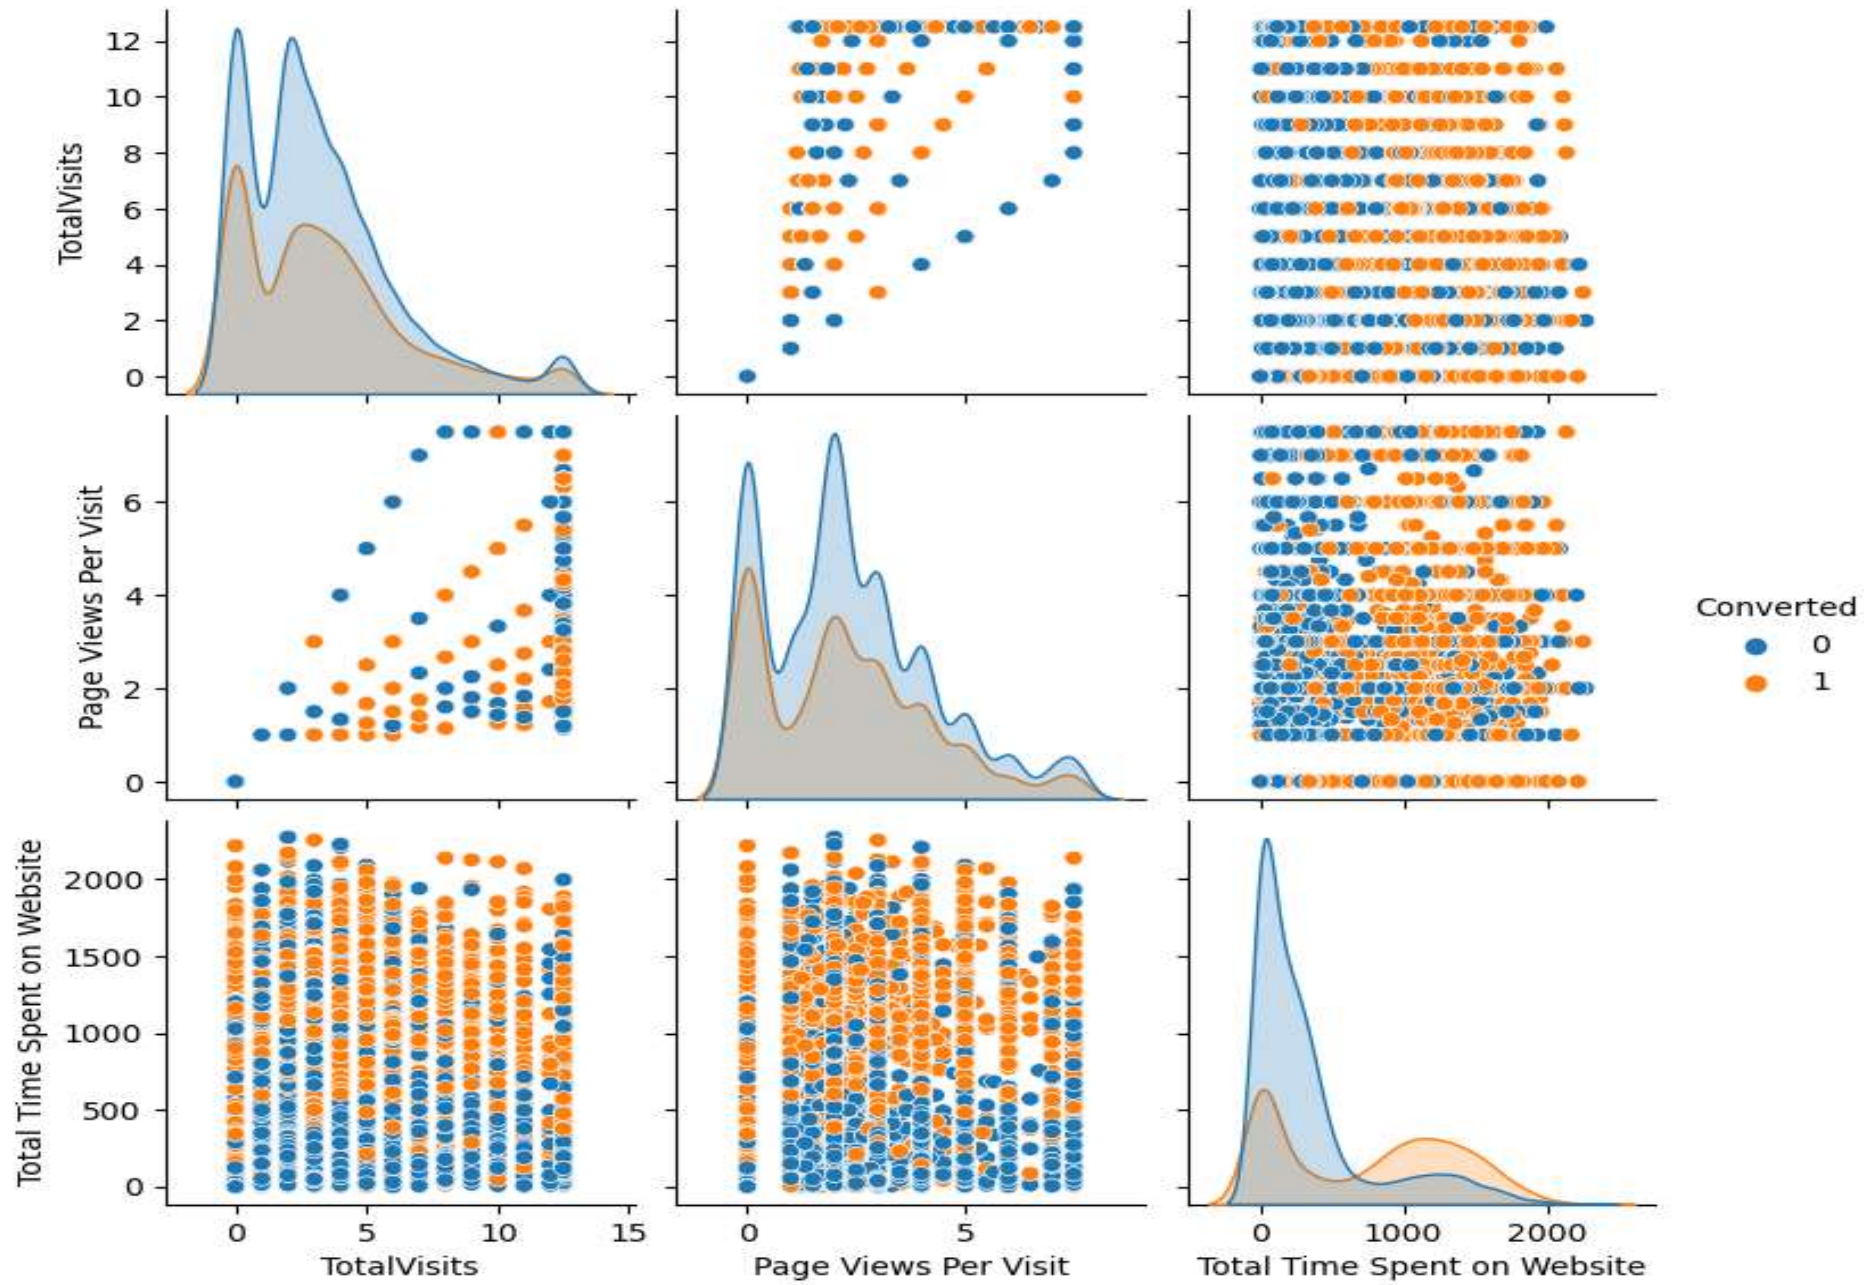 TotalVisits
12
10
8
6
4
2
0
Page Views Per Visit
6
4
2
0
Converted
0
1
Total Time Spent on Website
2000
1500
1000
500
0
0 5 10 15
0 5
0 1000 2000
TotalVisits
Page Views Per Visit
Total Time Spent on Website